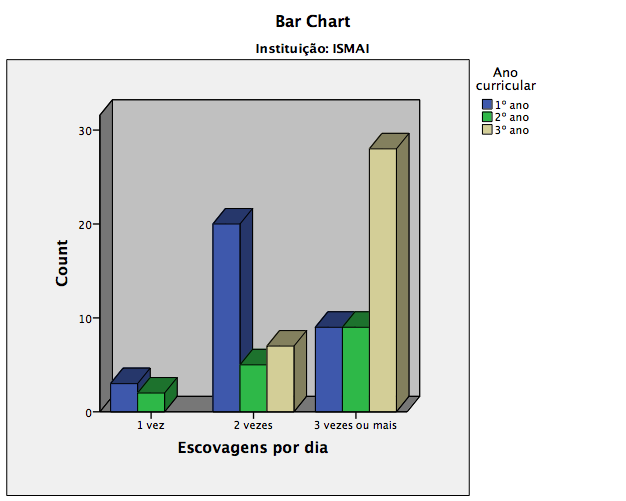 Bar Chart
Instituição: ISMAI
Ano
curricular
1º ano
2º ano
3º ano
30
20
10
0
Count
1 vez
2 vezes
3 vezes ou mais
Escovagens por dia